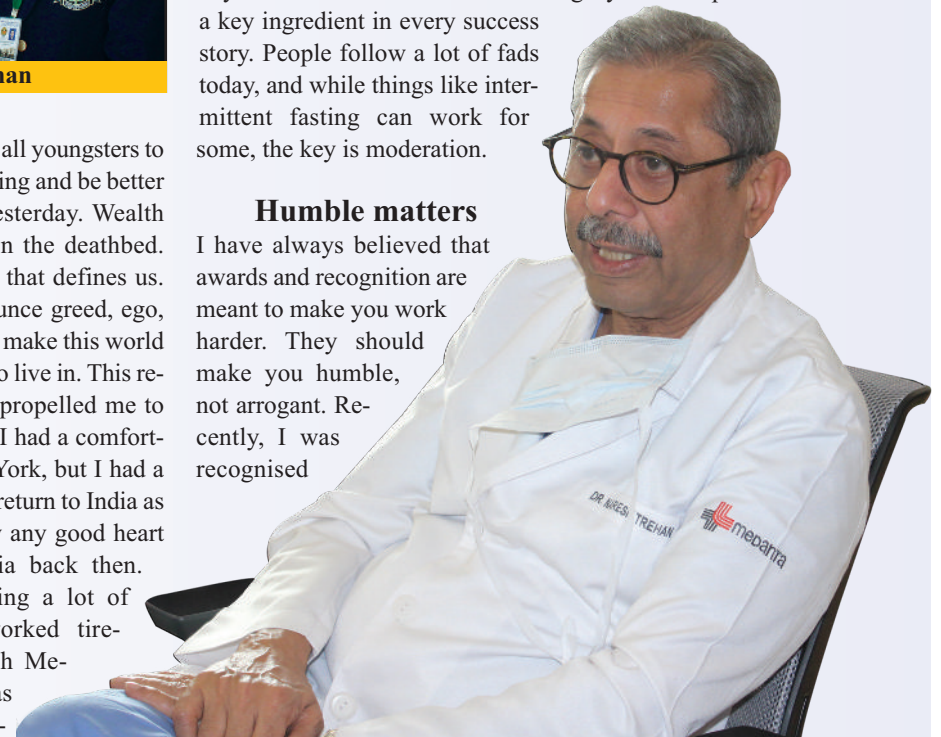 an
all youngsters to
ing and be better
esterday. Wealth
n the deathbed.
that defines us.
unce greed, ego,
make this world
o live in. This re-
propelled me to
I had a comfort-
York, but I had a
return to India as
any good heart
ia back then.
ing a lot of
orked tire-
h Me-
as
-
a key ingredient in every success
story. People follow a lot of fads
today, and while things like inter-
mittent fasting can work for
some, the key is moderation.
Humble matters
I have always believed that
awards and recognition are
meant to make you work
harder. They should
make you humble,
not arrogant. Re-
cently, I was
recognised
DR. NARESH TREHAN
medanta